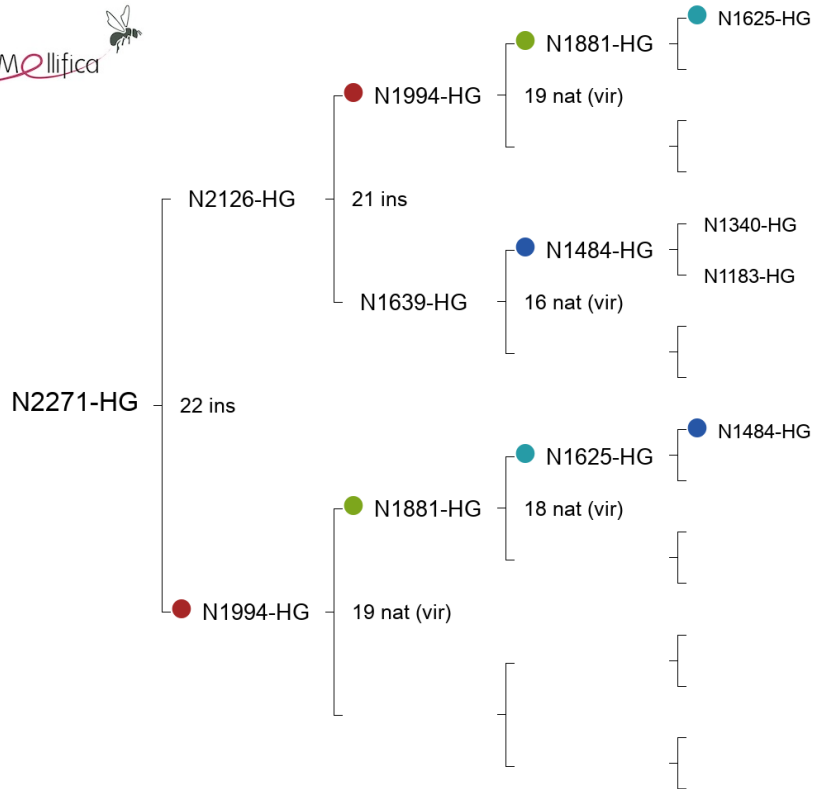 Mellifica
N1625-HG
N1881-HG
N1994-HG
19 nat (vir)
N2126-HG
21 ins
N1340-HG
N1484-HG
N1183-HG
N1639-HG
16 nat (vir)
N2271-HG
22 ins
N1484-HG
N1625-HG
N1881-HG
18 nat (vir)
N1994-HG
19 nat (vir)